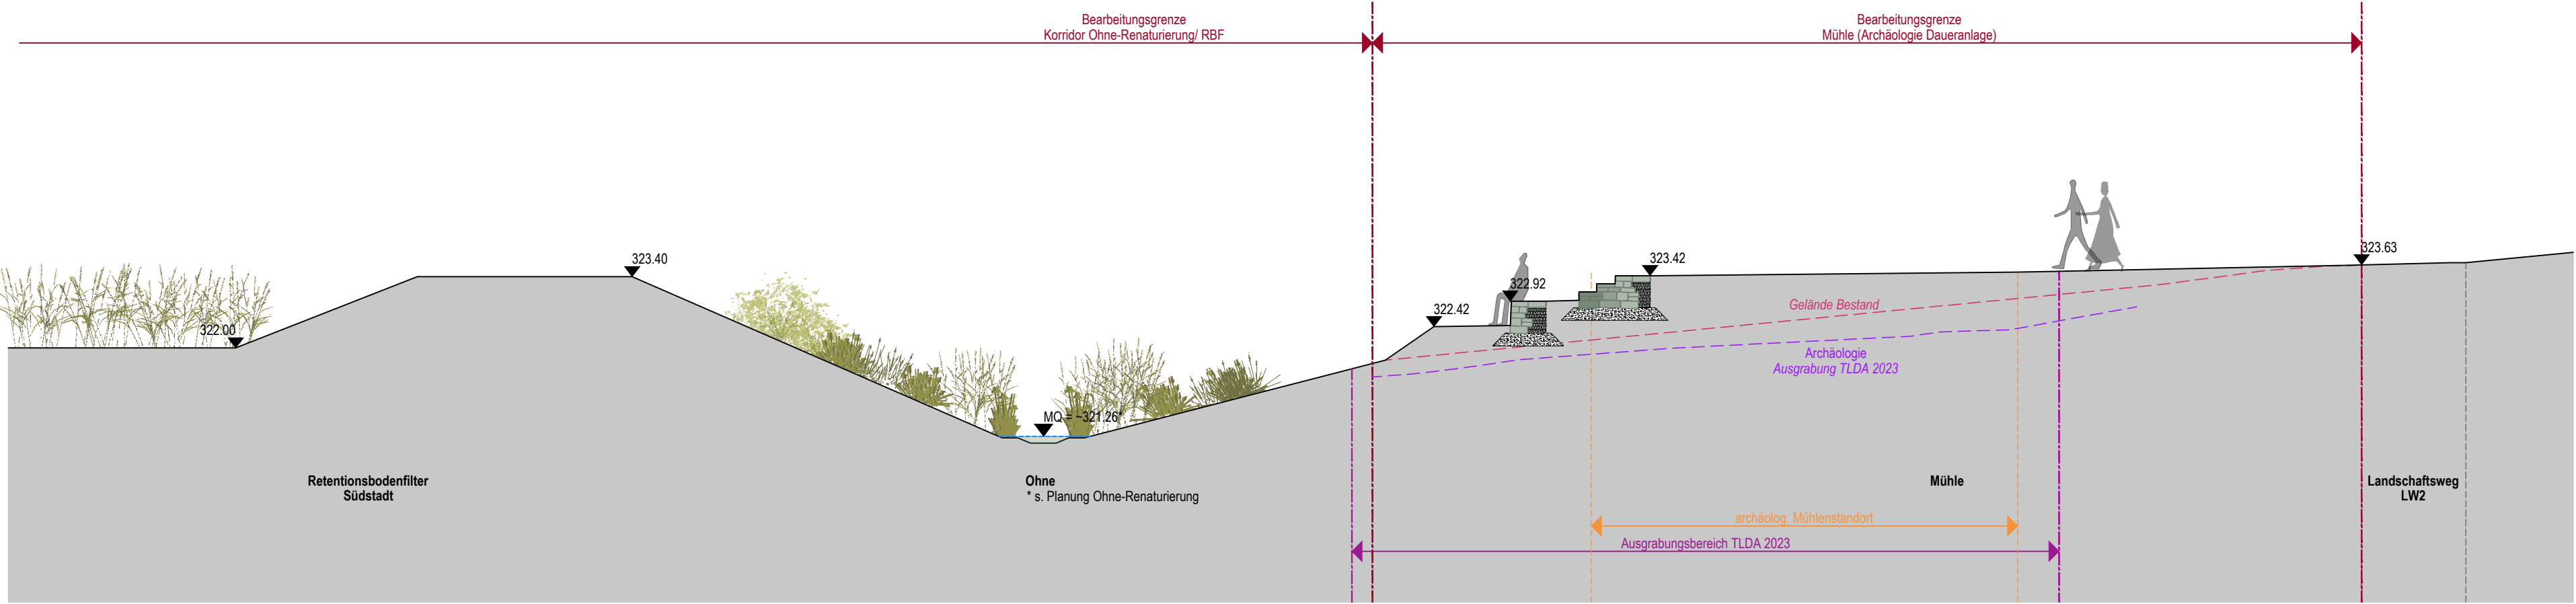 Bearbeitungsgrenze
Korridor Ohne-Renaturierung/ RBF
Bearbeitungsgrenze
Mühle (Archäologie Daueranlage)
322.00
323.40
MQ = ~321.26*
322.42
322.92
323.42
323.63
Gelände Bestand
Archäologie
Ausgrabung TLDA 2023
Retentionsbodenfilter
Südstadt
Ohne
* s. Planung Ohne-Renaturierung
Mühle
Landschaftsweg
LW2
archäolog. Mühlenstandort
Ausgrabungsbereich TLDA 2023